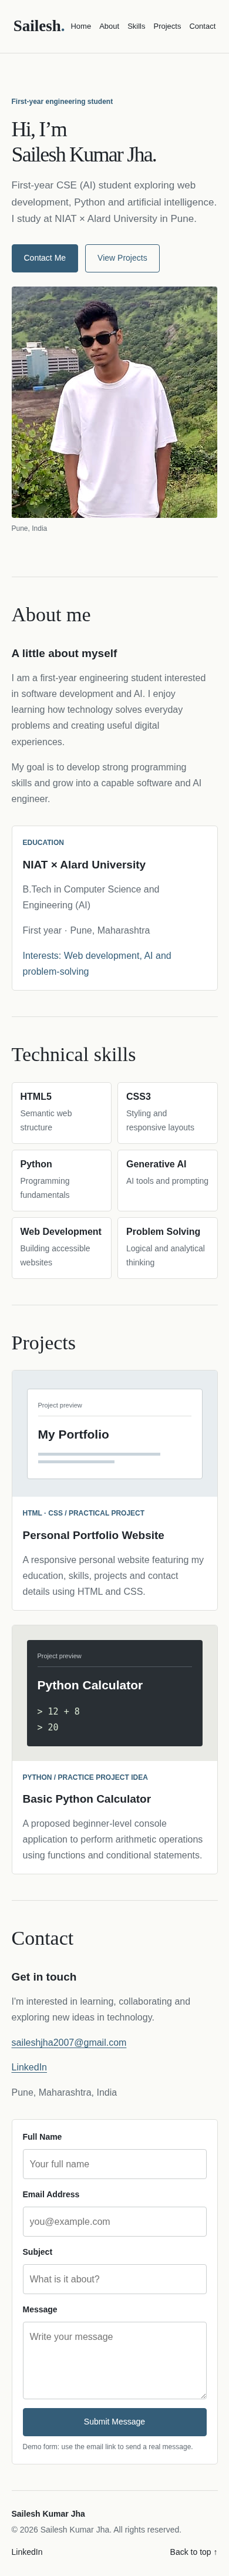 Sailesh.
Home About Skills Projects Contact
First-year engineering student
Hi, I’m
Sailesh Kumar Jha.
First-year CSE (AI) student exploring web
development, Python and artificial intelligence.
I study at NIAT × Alard University in Pune.
Contact Me
View Projects
Pune, India
About me
A little about myself
I am a first-year engineering student interested
in software development and AI. I enjoy
learning how technology solves everyday
problems and creating useful digital
experiences.
My goal is to develop strong programming
skills and grow into a capable software and AI
engineer.
EDUCATION
NIAT × Alard University
B.Tech in Computer Science and
Engineering (AI)
First year · Pune, Maharashtra
Interests: Web development, AI and
problem-solving
Technical skills
HTML5
Semantic web
structure
CSS3
Styling and
responsive layouts
Python
Programming
fundamentals
Generative AI
AI tools and prompting
Web Development
Building accessible
websites
Problem Solving
Logical and analytical
thinking
Projects
Project preview
My Portfolio
HTML · CSS / PRACTICAL PROJECT
Personal Portfolio Website
A responsive personal website featuring my
education, skills, projects and contact
details using HTML and CSS.
Project preview
Python Calculator
> 12 + 8
> 20
PYTHON / PRACTICE PROJECT IDEA
Basic Python Calculator
A proposed beginner-level console
application to perform arithmetic operations
using functions and conditional statements.
Contact
Get in touch
I'm interested in learning, collaborating and
exploring new ideas in technology.
saileshjha2007@gmail.com
LinkedIn
Pune, Maharashtra, India
Full Name
Your full name
Email Address
you@example.com
Subject
What is it about?
Message
Write your message
Submit Message
Demo form: use the email link to send a real message.
Sailesh Kumar Jha
© 2026 Sailesh Kumar Jha. All rights reserved.
LinkedIn
Back to top ↑